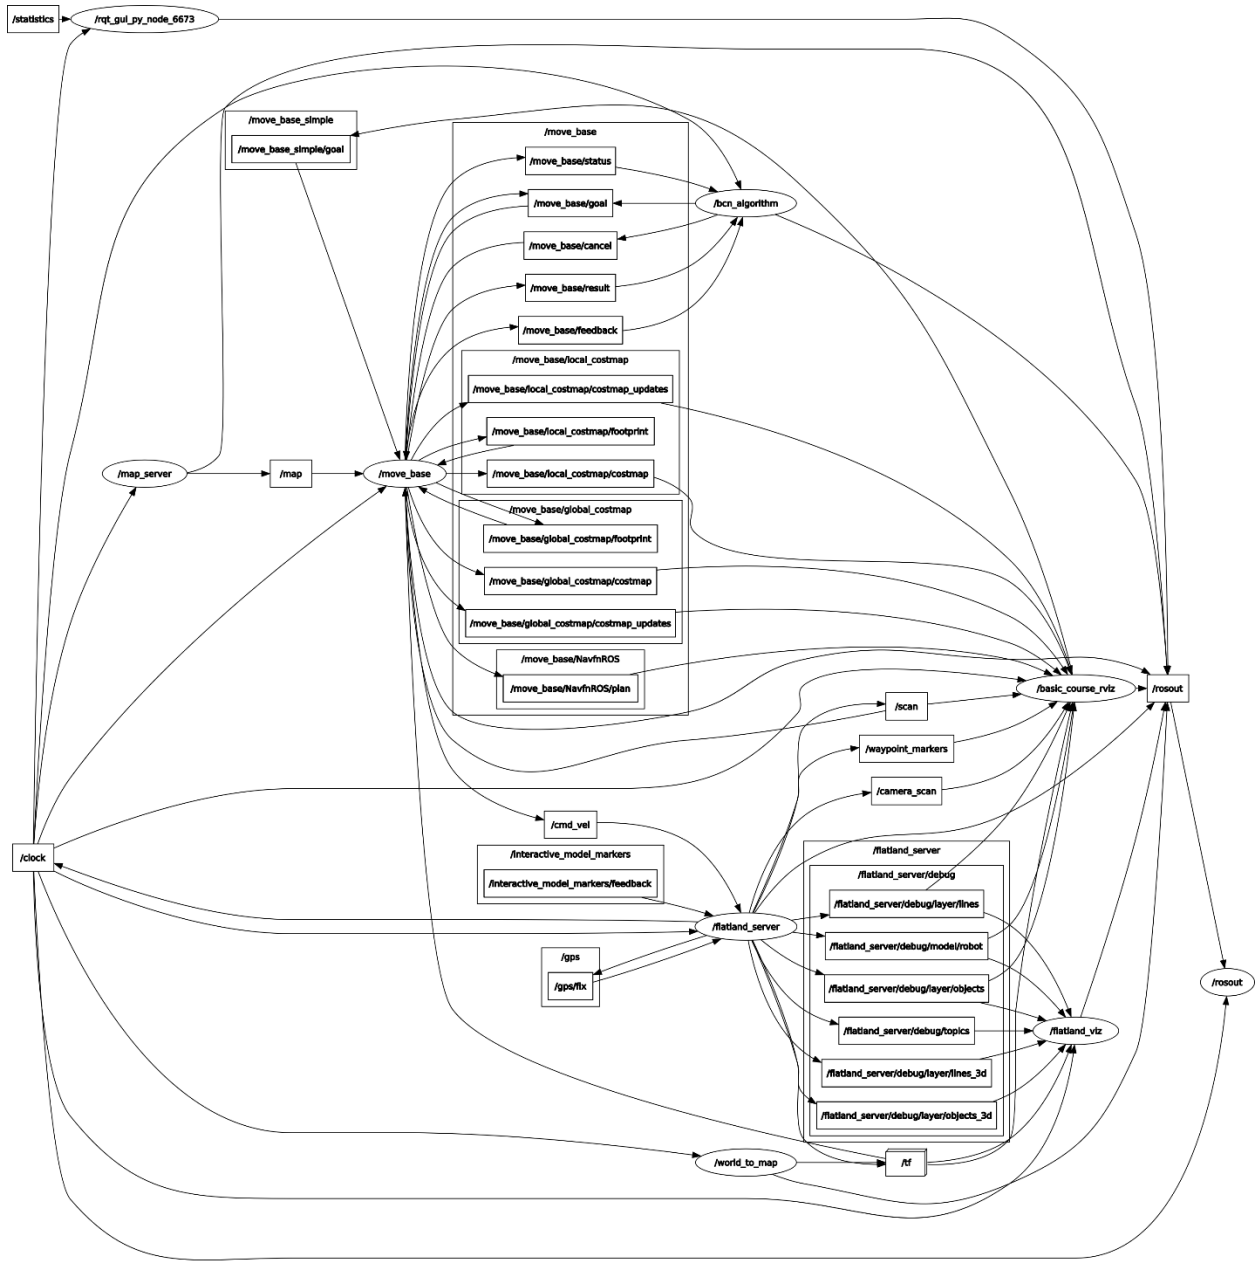 /statistics
/rqt_gui_py_node_6673
/move_base_simple
/move_base_simple/goal
/move_base
/move_base/status
/move_base/goal
/bcn_algorithm
/move_base/cancel
/move_base/result
/move_base/feedback
/move_base/local_costmap
/move_base/local_costmap/costmap_updates
/move_base/local_costmap/footprint
/map_server
/map
/move_base
/move_base/local_costmap/costmap
/move_base/global_costmap
/move_base/global_costmap/footprint
/move_base/global_costmap/costmap
/move_base/global_costmap/costmap_updates
/move_base/NavfnROS
/move_base/NavfnROS/plan
/basic_course_rviz
/rosout
/scan
/waypoint_markers
/camera_scan
/cmd_vel
/clock
/interactive_model_markers
/interactive_model_markers/feedback
/flatland_server
/flatland_server/debug
/flatland_server/debug/layer/lines
/flatland_server
/flatland_server/debug/model/robot
/gps
/gps/fix
/flatland_server/debug/layer/objects
/rosout
/flatland_server/debug/topics
/flatland_viz
/flatland_server/debug/layer/lines_3d
/flatland_server/debug/layer/objects_3d
/world_to_map
/tf